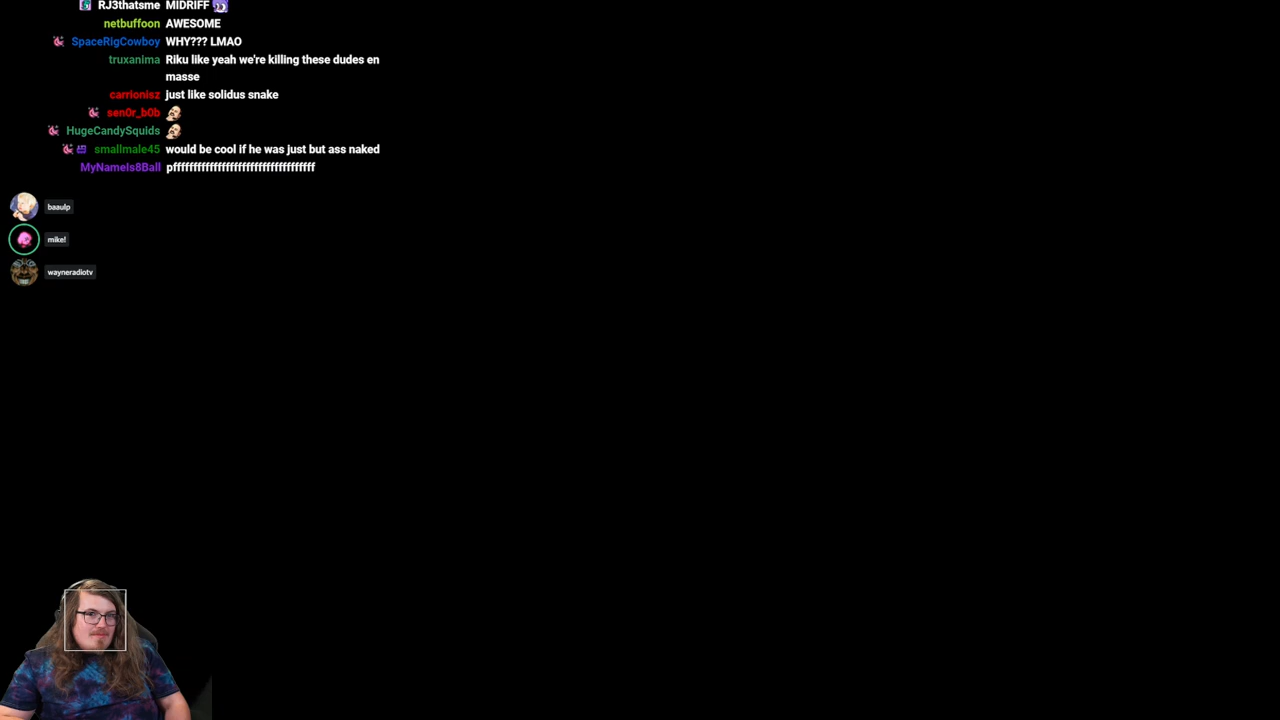 RJ3thatsme MIDRIFF
netbuffoon AWESOME
SpaceRigCowboy WHY??? LMAO
truxanima Riku like yeah we're killing these dudes en
masse
carrionisz just like solidus snake
sen0r_b0b
HugeCandySquids
smallmale45 would be cool if he was just but ass naked
MyNameIs8Ball pffffffffffffffffffffffffffffffffffff
baaulp
mike!
wayneradiotv